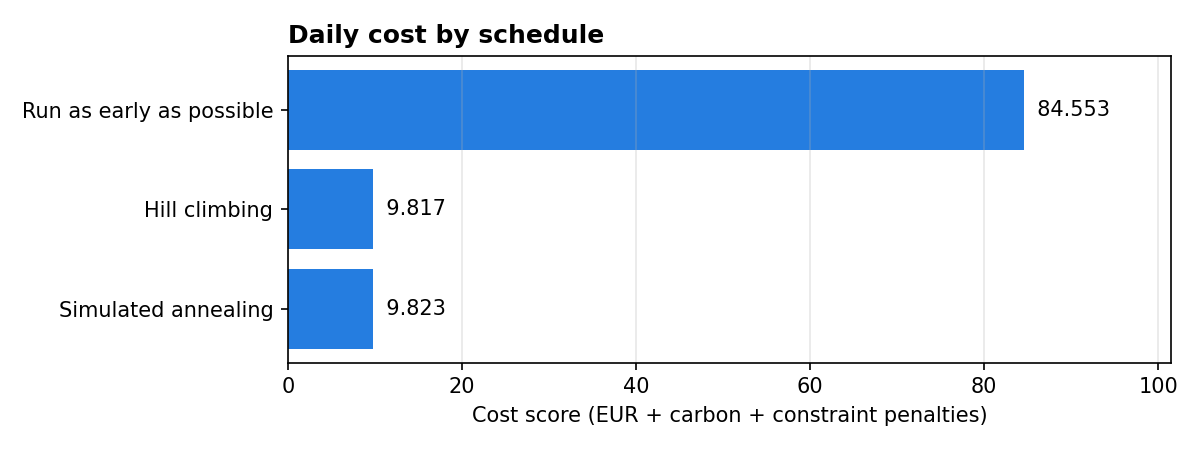 Daily cost by schedule
Run as early as possible
84.553
Hill climbing
9.817
Simulated annealing
9.823
0 20 40 60 80 100
Cost score (EUR + carbon + constraint penalties)